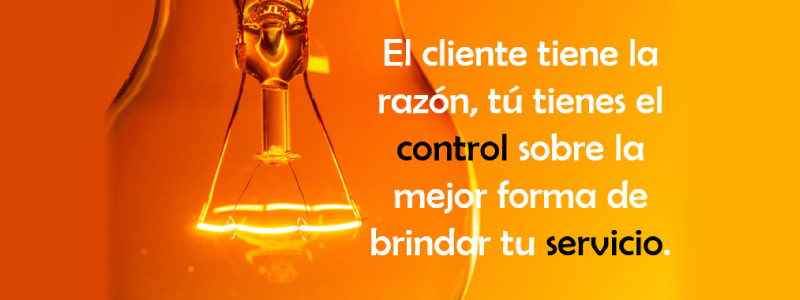 El cliente tiene la
razón, tú tienes el
control sobre la
mejor forma de
brindar tu servicio.